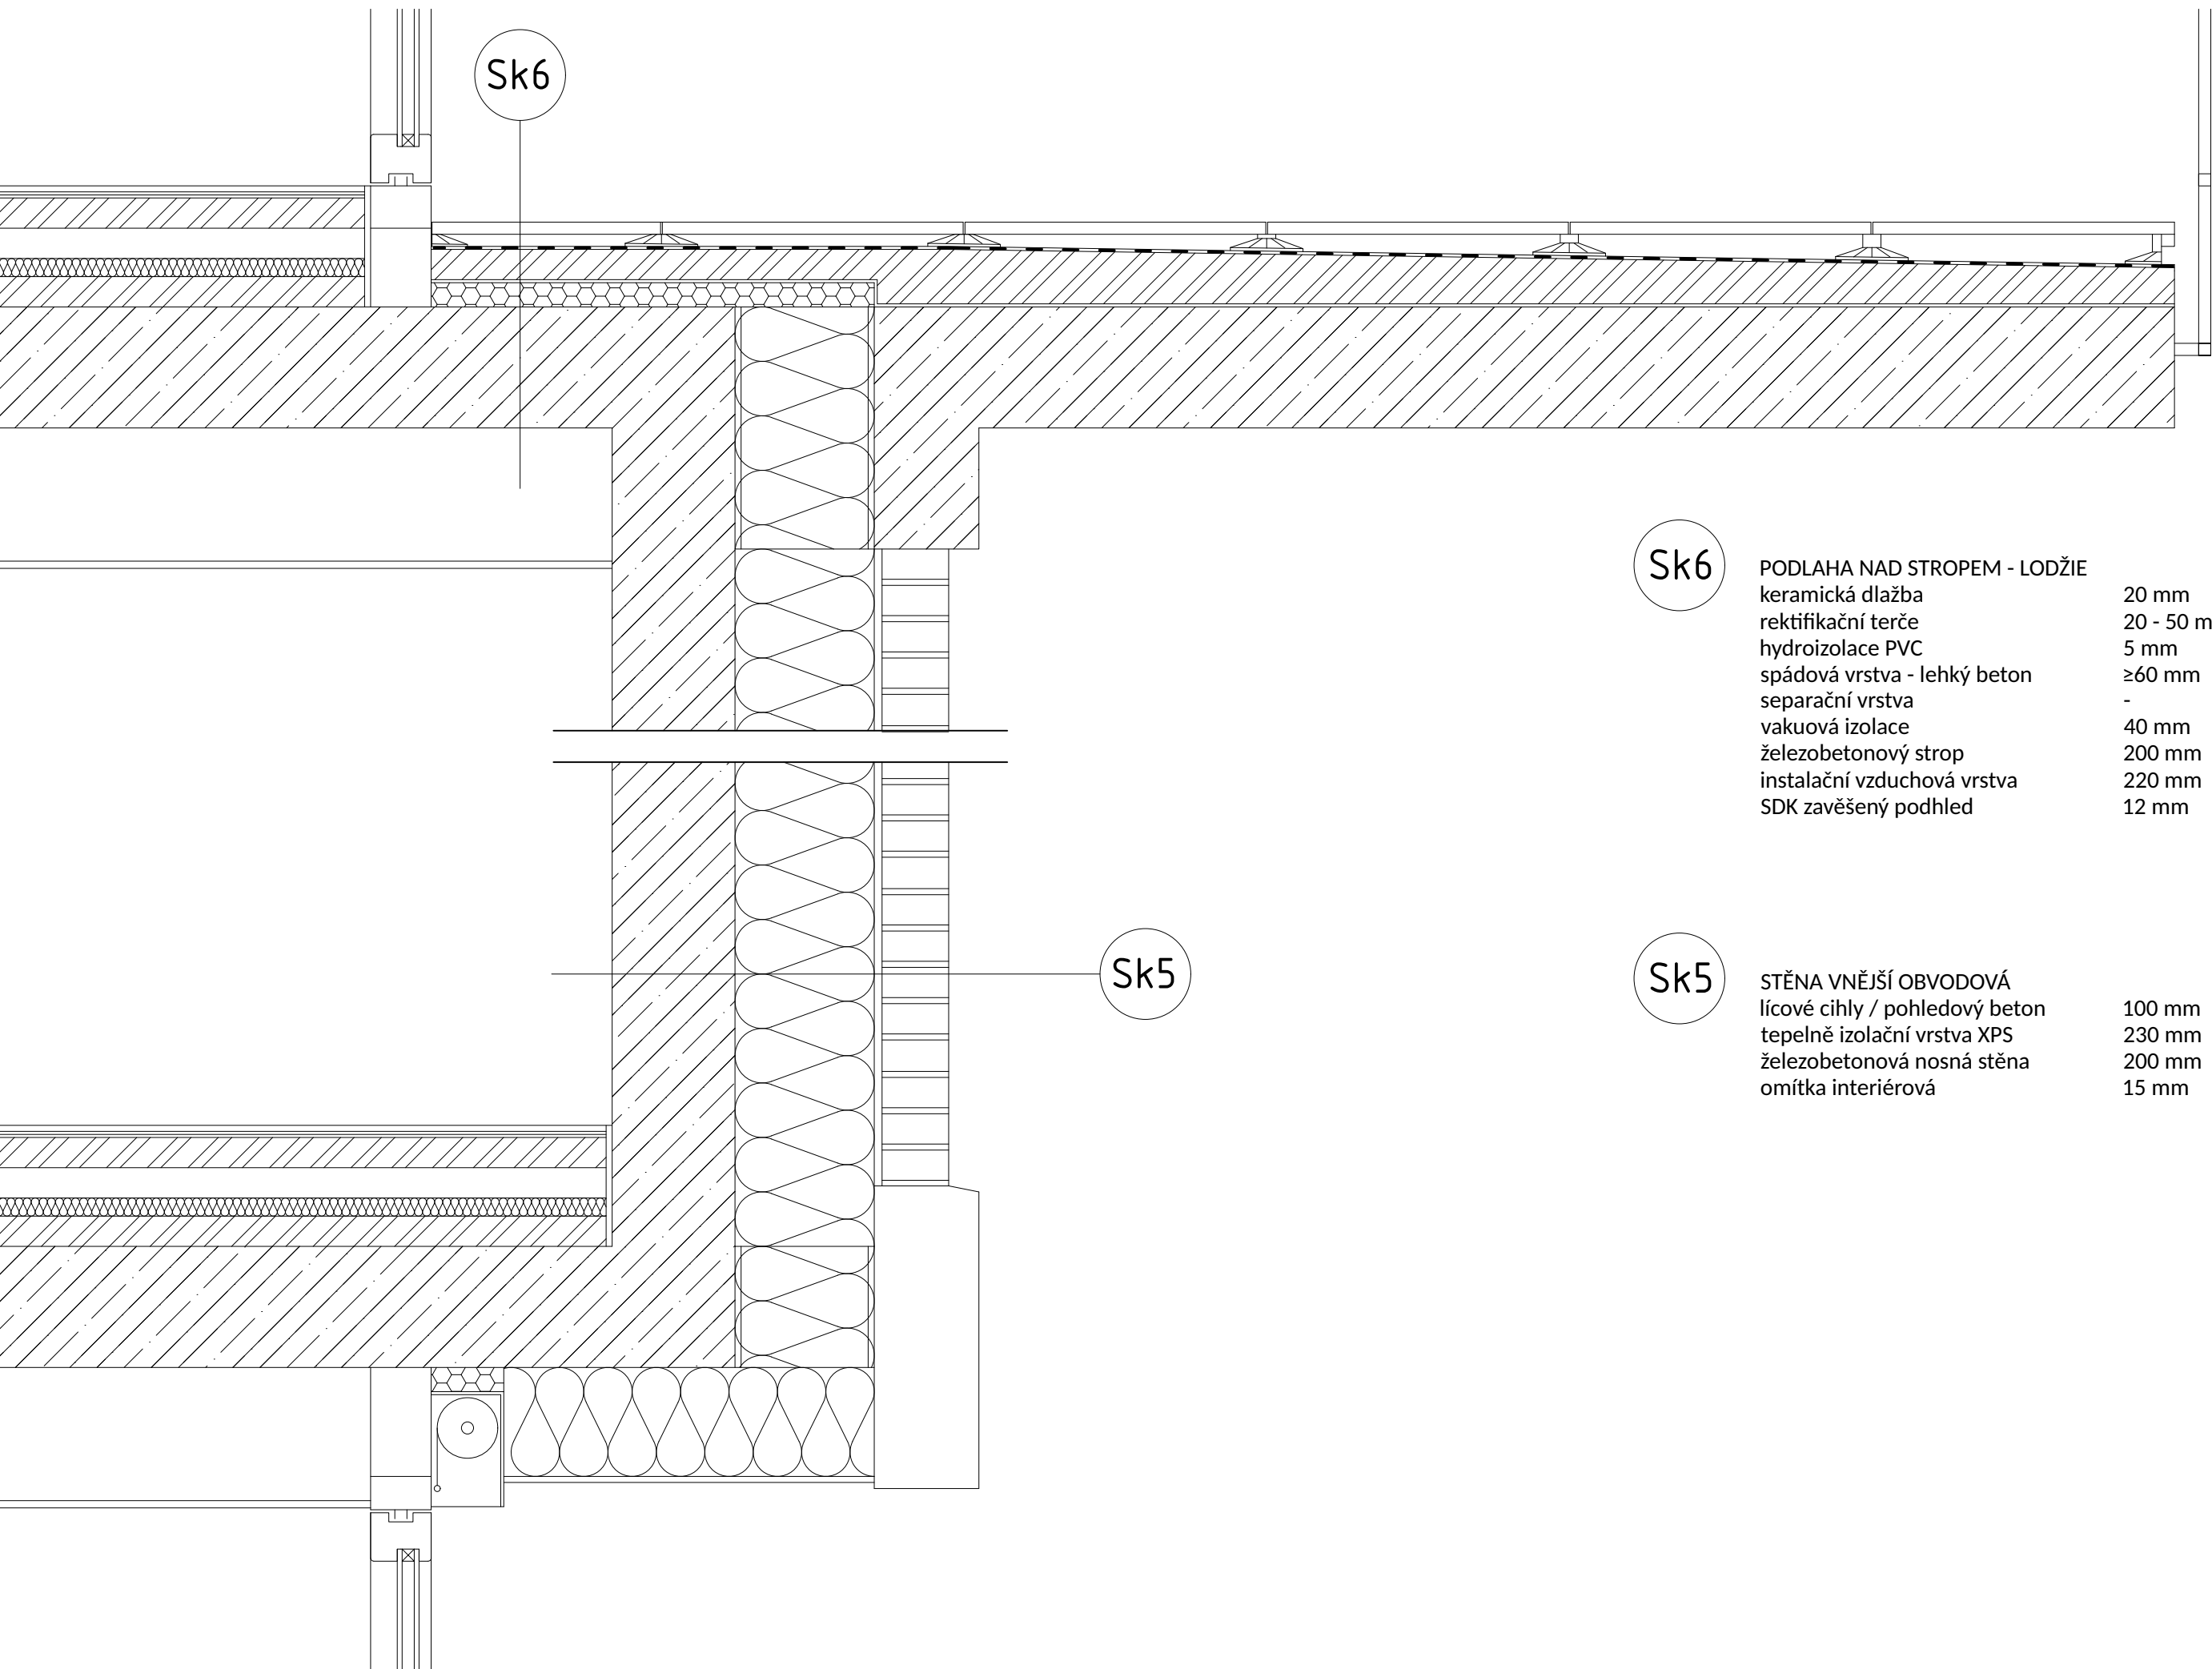 Sk6
Sk6
PODLAHA NAD STROPEM - LODŽIE
keramická dlažba 20 mm
rektifikační terče 20 - 50 m
hydroizolace PVC 5 mm
spádová vrstva - lehký beton ≥60 mm
separační vrstva -
vakuová izolace 40 mm
železobetonový strop 200 mm
instalační vzduchová vrstva 220 mm
SDK zavěšený podhled 12 mm
Sk5
Sk5
STĚNA VNĚJŠÍ OBVODOVÁ
lícové cihly / pohledový beton 100 mm
tepelně izolační vrstva XPS 230 mm
železobetonová nosná stěna 200 mm
omítka interiérová 15 mm